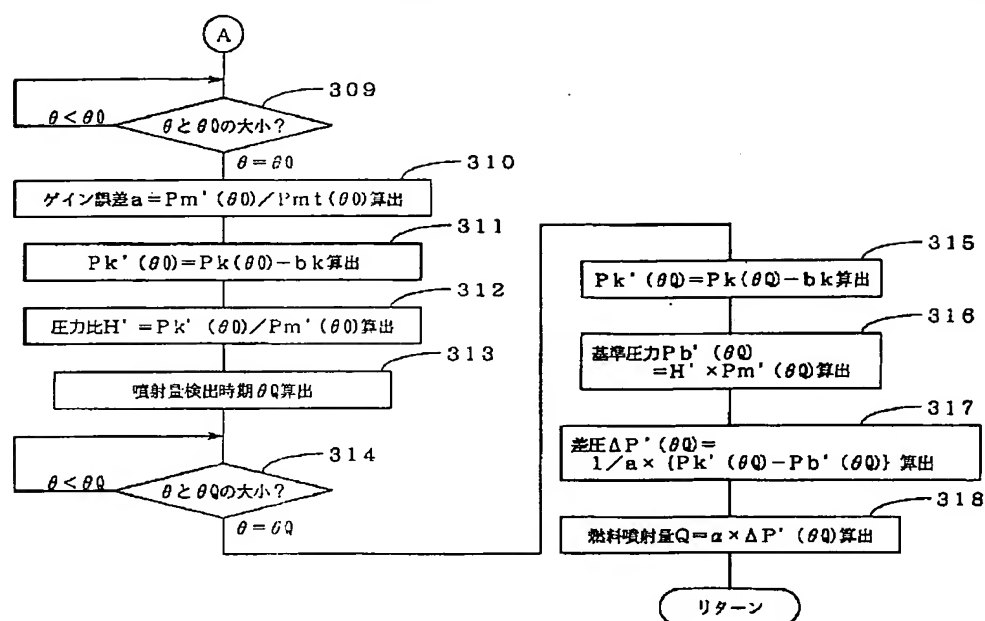 A
309
θ<θ0
θとθ0の大小?
θ=θ0
310
ゲイン誤差a=Pm'(θ0)/Pmt(θ0)算出
311
Pk'(θ0)=Pk(θ0)-bk算出
312
圧力比H'=Pk'(θ0)/Pm'(θ0)算出
313
噴射量検出時期θQ算出
314
θ<θQ
θとθQの大小?
θ=θQ
315
Pk'(θQ)=Pk(θQ)-bk算出
316
基準圧力Pb'(θQ)
=H'×Pm'(θQ)算出
317
差圧ΔP'(θQ)=
1/a×{Pk'(θQ)-Pb'(θQ)}算出
318
燃料噴射量Q=α×ΔP'(θQ)算出
リターン